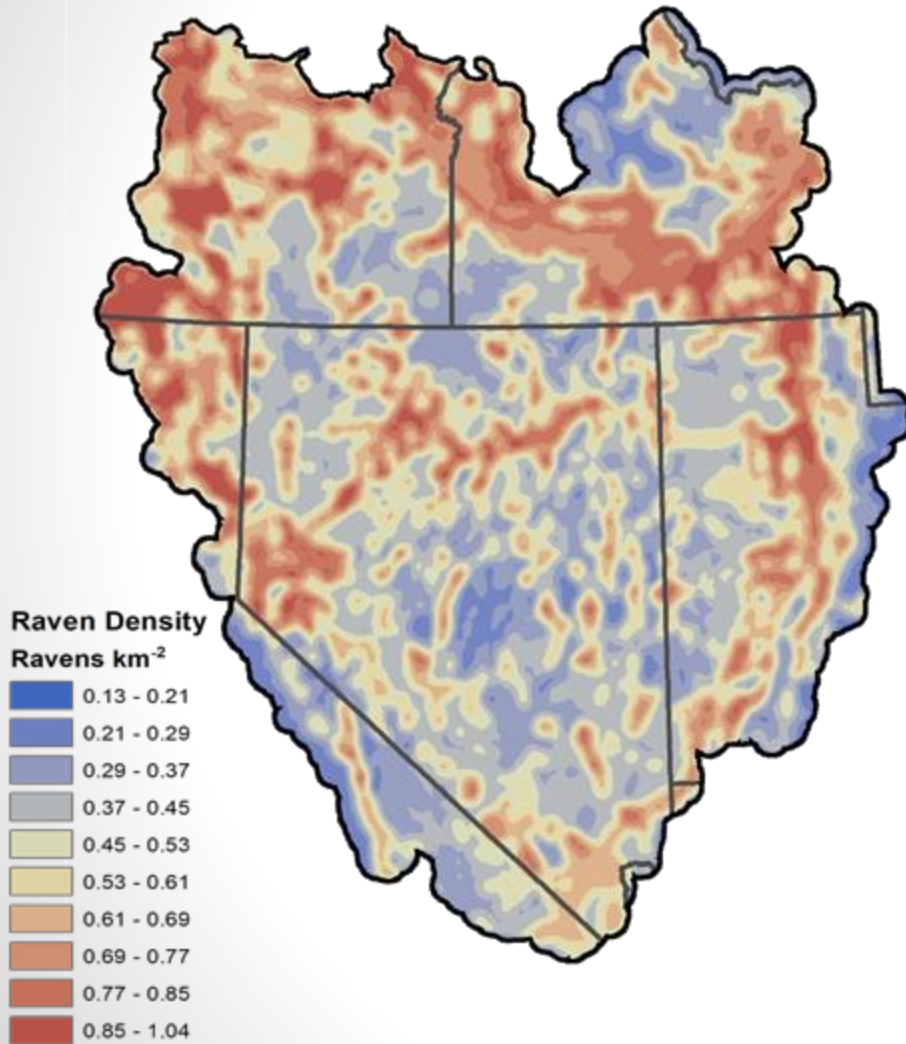 Raven Density
Ravens km⁻²
0.13 - 0.21
0.21 - 0.29
0.29 - 0.37
0.37 - 0.45
0.45 - 0.53
0.53 - 0.61
0.61 - 0.69
0.69 - 0.77
0.77 - 0.85
0.85 - 1.04